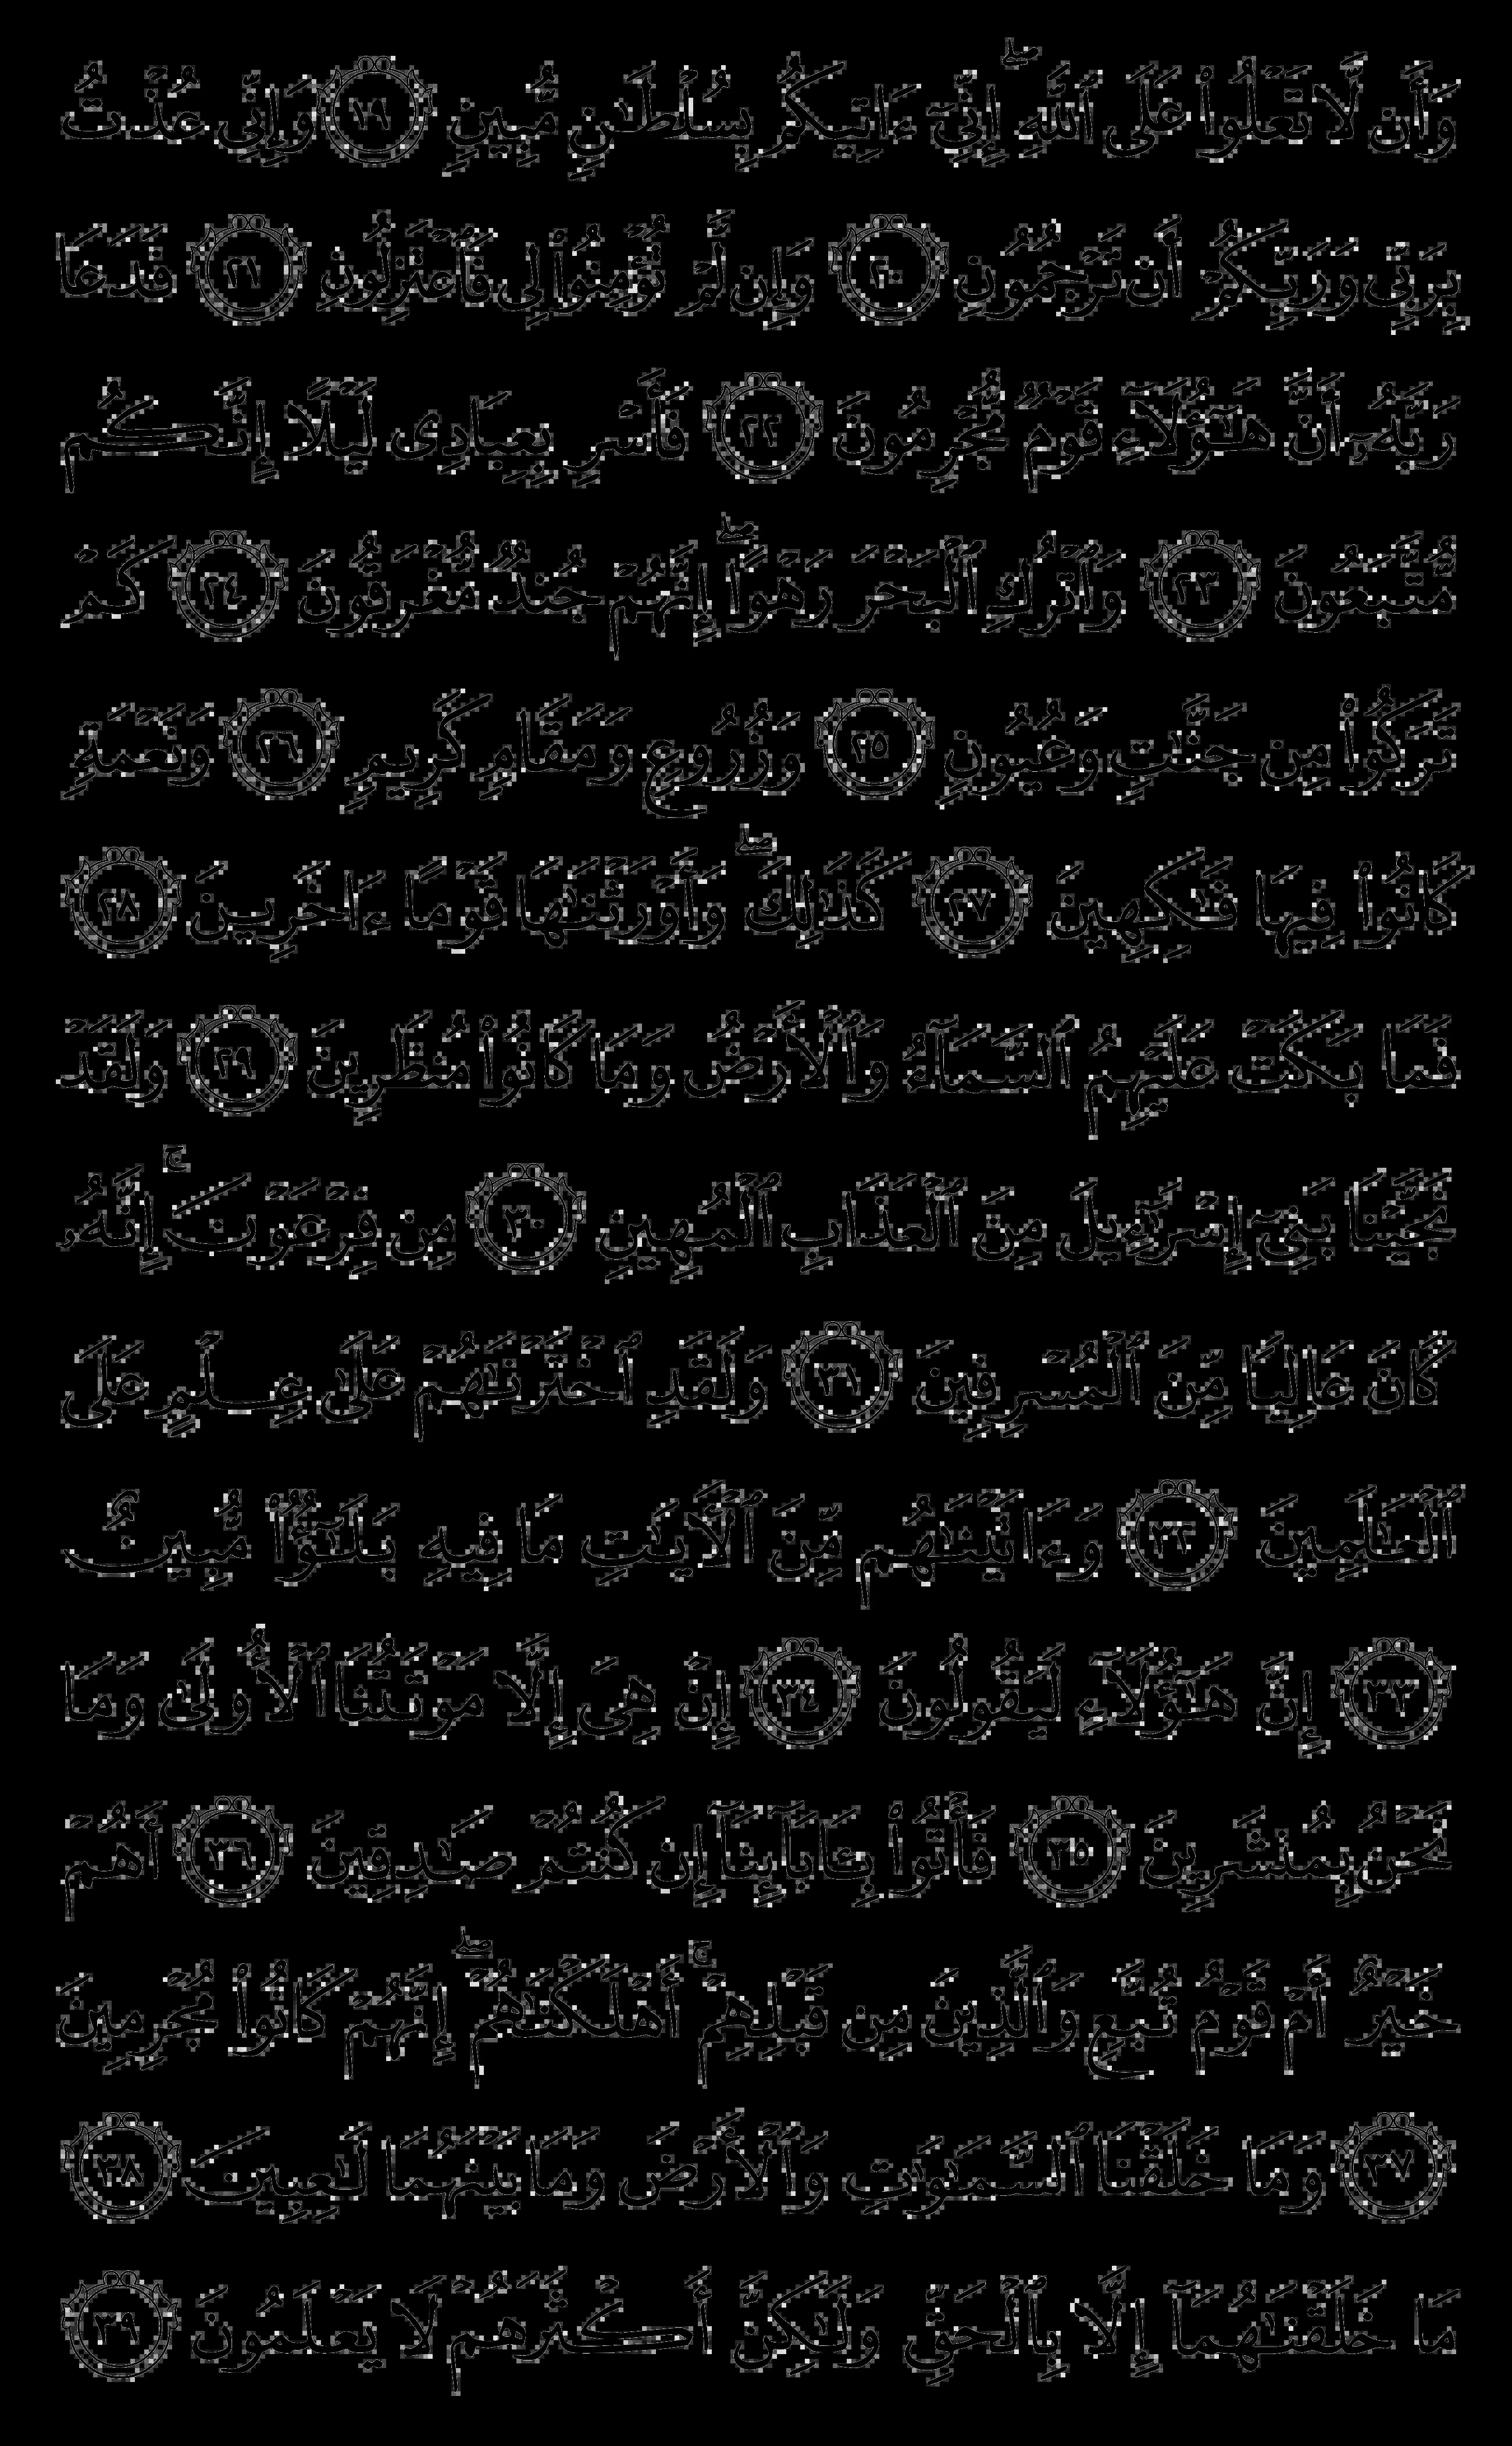 وَأَن لَّا تَعْلُوا۟ عَلَى ٱللَّهِ ۖ إِنِّىٓ ءَاتِيكُم بِسُلْطَـٰنٍ مُّبِينٍ ١٩ وَإِنِّى عُذْتُ
بِرَبِّى وَرَبِّكُمْ أَن تَرْجُمُونِ ٢٠ وَإِن لَّمْ تُؤْمِنُوا۟ لِى فَٱعْتَزِلُونِ ٢١ فَدَعَا
رَبَّهُۥٓ أَنَّ هَـٰٓؤُلَآءِ قَوْمٌ مُّجْرِمُونَ ٢٢ فَأَسْرِ بِعِبَادِى لَيْلًا إِنَّكُم
مُّتَّبَعُونَ ٢٣ وَٱتْرُكِ ٱلْبَحْرَ رَهْوًا ۖ إِنَّهُمْ جُندٌ مُّغْرَقُونَ ٢٤ كَمْ
تَرَكُوا۟ مِن جَنَّـٰتٍ وَعُيُونٍ ٢٥ وَزُرُوعٍ وَمَقَامٍ كَرِيمٍ ٢٦ وَنَعْمَةٍ
كَانُوا۟ فِيهَا فَـٰكِهِينَ ٢٧ كَذَٰلِكَ ۖ وَأَوْرَثْنَـٰهَا قَوْمًا ءَاخَرِينَ ٢٨
فَمَا بَكَتْ عَلَيْهِمُ ٱلسَّمَآءُ وَٱلْأَرْضُ وَمَا كَانُوا۟ مُنظَرِينَ ٢٩ وَلَقَدْ
نَجَّيْنَا بَنِىٓ إِسْرَٰٓءِيلَ مِنَ ٱلْعَذَابِ ٱلْمُهِينِ ٣٠ مِن فِرْعَوْنَ ۚ إِنَّهُۥ
كَانَ عَالِيًا مِّنَ ٱلْمُسْرِفِينَ ٣١ وَلَقَدِ ٱخْتَرْنَـٰهُمْ عَلَىٰ عِلْمٍ عَلَى
ٱلْعَـٰلَمِينَ ٣٢ وَءَاتَيْنَـٰهُم مِّنَ ٱلْـَٔايَـٰتِ مَا فِيهِ بَلَـٰٓؤٌا۟ مُّبِينٌ
٣٣ إِنَّ هَـٰٓؤُلَآءِ لَيَقُولُونَ ٣٤ إِنْ هِىَ إِلَّا مَوْتَتُنَا ٱلْأُولَىٰ وَمَا
نَحْنُ بِمُنشَرِينَ ٣٥ فَأْتُوا۟ بِـَٔابَآئِنَآ إِن كُنتُمْ صَـٰدِقِينَ ٣٦ أَهُمْ
خَيْرٌ أَمْ قَوْمُ تُبَّعٍ وَٱلَّذِينَ مِن قَبْلِهِمْ ۚ أَهْلَكْنَـٰهُمْ ۖ إِنَّهُمْ كَانُوا۟ مُجْرِمِينَ
٣٧ وَمَا خَلَقْنَا ٱلسَّمَـٰوَٰتِ وَٱلْأَرْضَ وَمَا بَيْنَهُمَا لَـٰعِبِينَ ٣٨
مَا خَلَقْنَـٰهُمَآ إِلَّا بِٱلْحَقِّ وَلَـٰكِنَّ أَكْثَرَهُمْ لَا يَعْلَمُونَ ٣٩